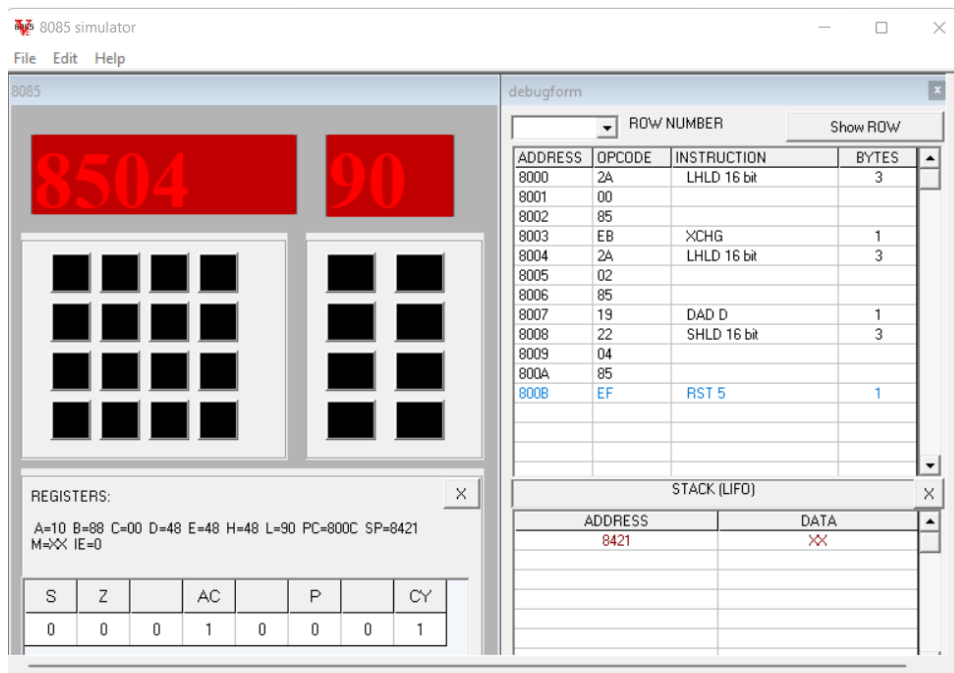 8085 simulator
File Edit Help
8085
8504 90
REGISTERS: X
A=10 B=88 C=00 D=48 E=48 H=48 L=90 PC=800C SP=8421
M=XX IE=0
S Z AC P CY
0 0 0 1 0 0 0 1
debugform x
ROW NUMBER Show ROW
ADDRESS OPCODE INSTRUCTION BYTES
8000 2A LHLD 16 bit 3
8001 00
8002 85
8003 EB XCHG 1
8004 2A LHLD 16 bit 3
8005 02
8006 85
8007 19 DAD D 1
8008 22 SHLD 16 bit 3
8009 04
800A 85
800B EF RST 5 1
STACK (LIFO) X
ADDRESS DATA
8421 XX